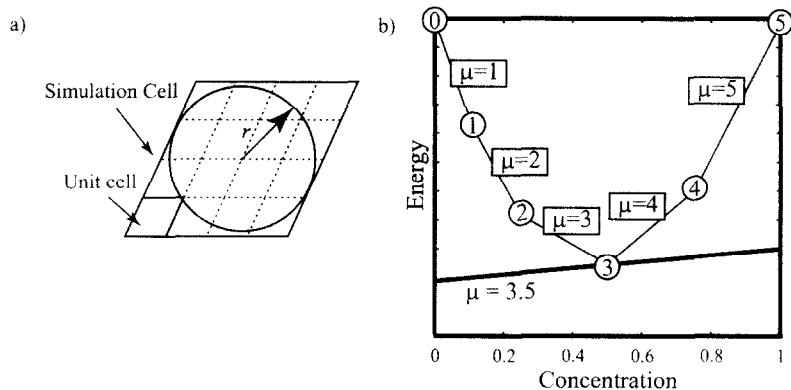 a)
Simulation Cell
Unit cell
r
b)
Energy
0
1
2
3
4
5
μ=1
μ=2
μ=3
μ=4
μ=5
μ = 3.5
0
0.2
0.4
0.6
0.8
1
Concentration